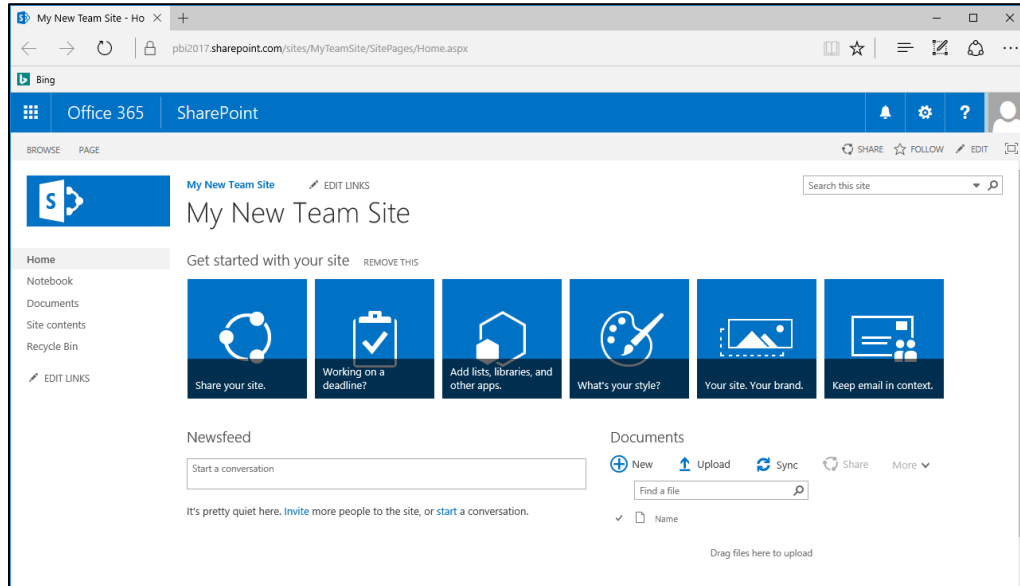 My New Team Site - Ho
pbi2017.sharepoint.com/sites/MyTeamSite/SitePages/Home.aspx
Bing
Office 365 SharePoint ?
BROWSE PAGE SHARE FOLLOW EDIT
S
My New Team Site EDIT LINKS Search this site
My New Team Site
Home
Notebook
Documents
Site contents
Recycle Bin
EDIT LINKS
Get started with your site REMOVE THIS
Share your site.
Working on a
deadline?
Add lists, libraries, and
other apps.
What's your style?
Your site. Your brand.
Keep email in context.
Newsfeed
Start a conversation
It's pretty quiet here. Invite more people to the site, or start a conversation.
Documents
New Upload Sync Share More
Find a file
Name
Drag files here to upload